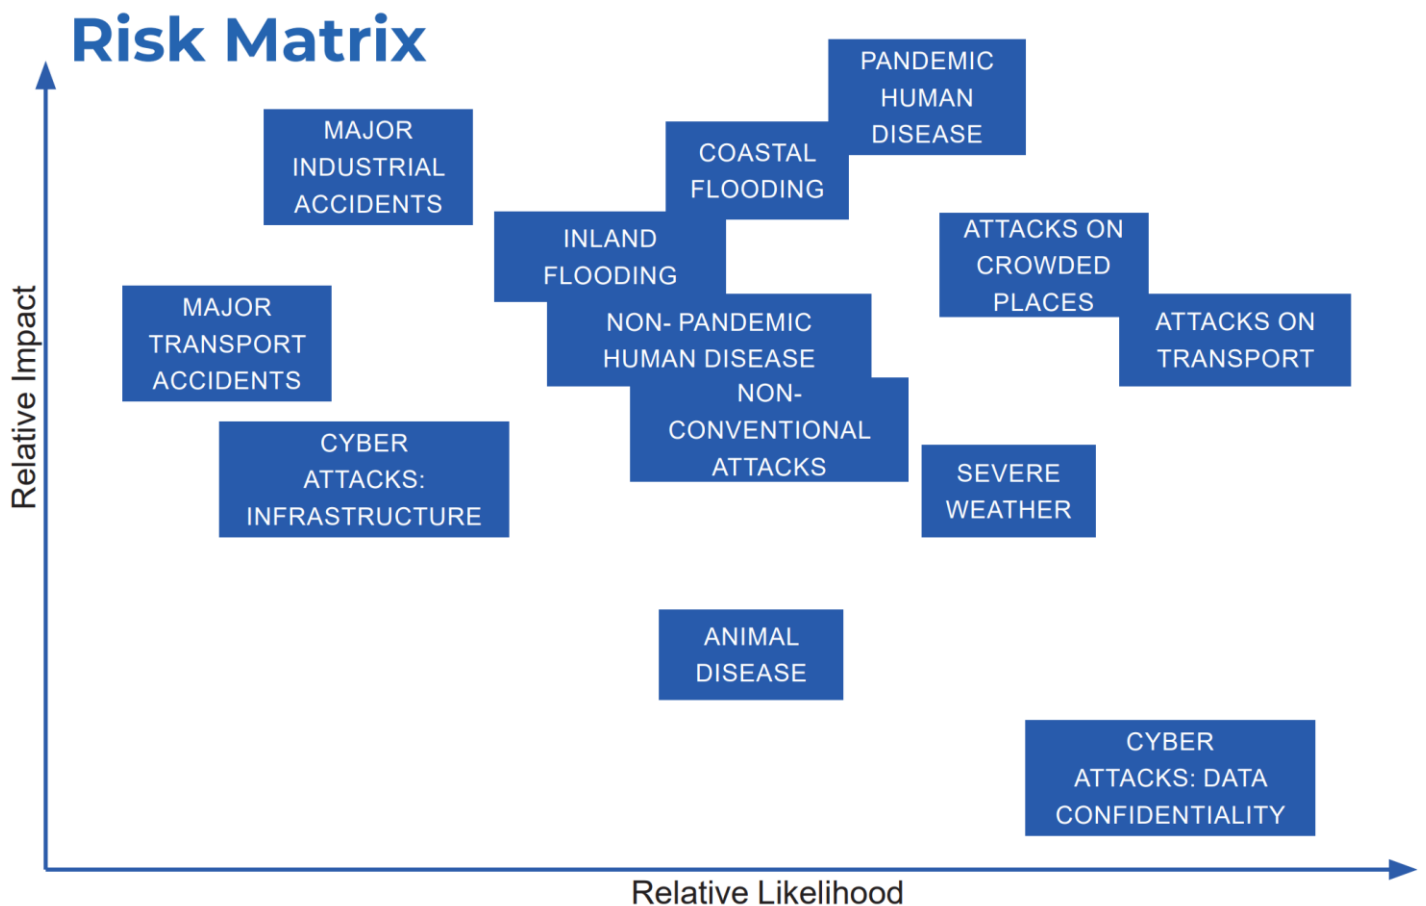 Risk Matrix
PANDEMIC
HUMAN
DISEASE
MAJOR
INDUSTRIAL
ACCIDENTS
COASTAL
FLOODING
INLAND
FLOODING
ATTACKS ON
CROWDED
PLACES
MAJOR
TRANSPORT
ACCIDENTS
NON- PANDEMIC
HUMAN DISEASE
ATTACKS ON
TRANSPORT
NON-
CONVENTIONAL
ATTACKS
CYBER
ATTACKS:
INFRASTRUCTURE
SEVERE
WEATHER
ANIMAL
DISEASE
CYBER
ATTACKS: DATA
CONFIDENTIALITY
Relative Impact
Relative Likelihood